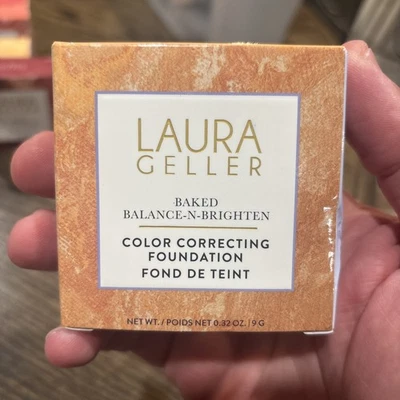 LAURA
GELLER
BAKED
BALANCE-N-BRIGHTEN
COLOR CORRECTING
FOUNDATION
FOND DE TEINT
NET WT. / POIDS NET 0.32 OZ. | 9 G